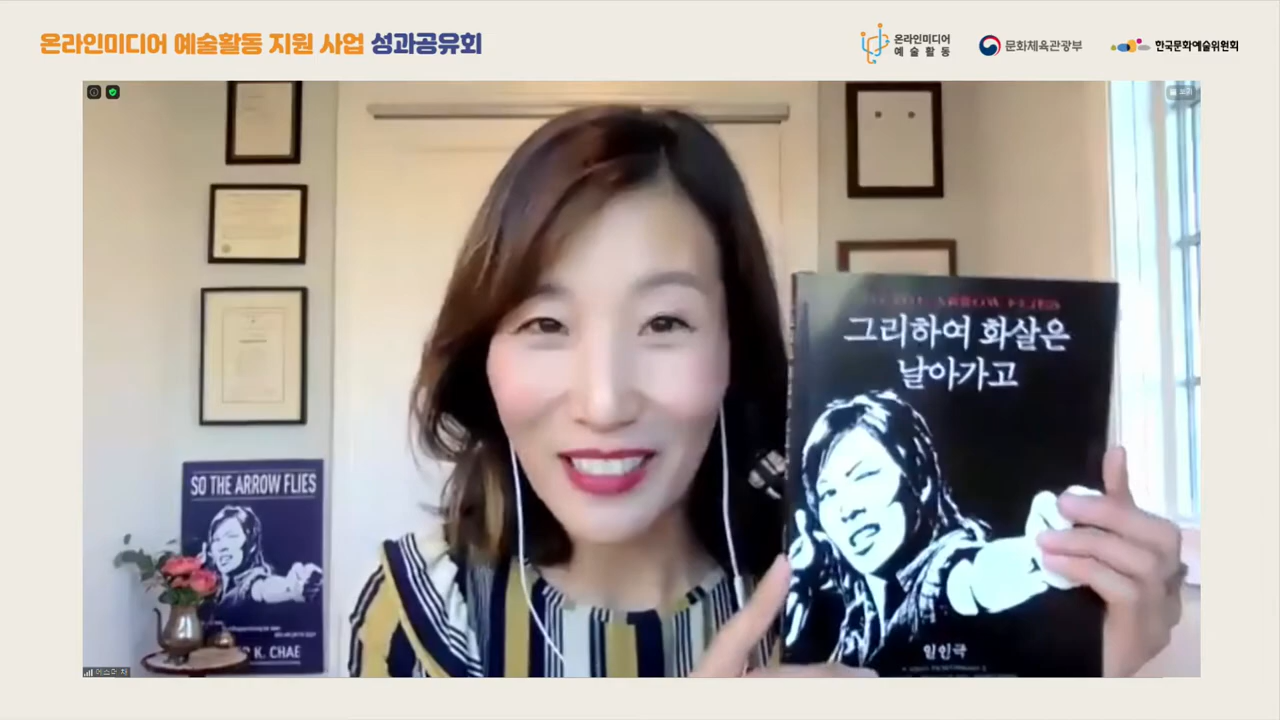 온라인미디어 예술활동 지원 사업 성과공유회
온라인미디어
예술활동
문화체육관광부
한국문화예술위원회
그리하여 화살은
날아가고
일인극
SO THE ARROW FLIES
K. CHAE